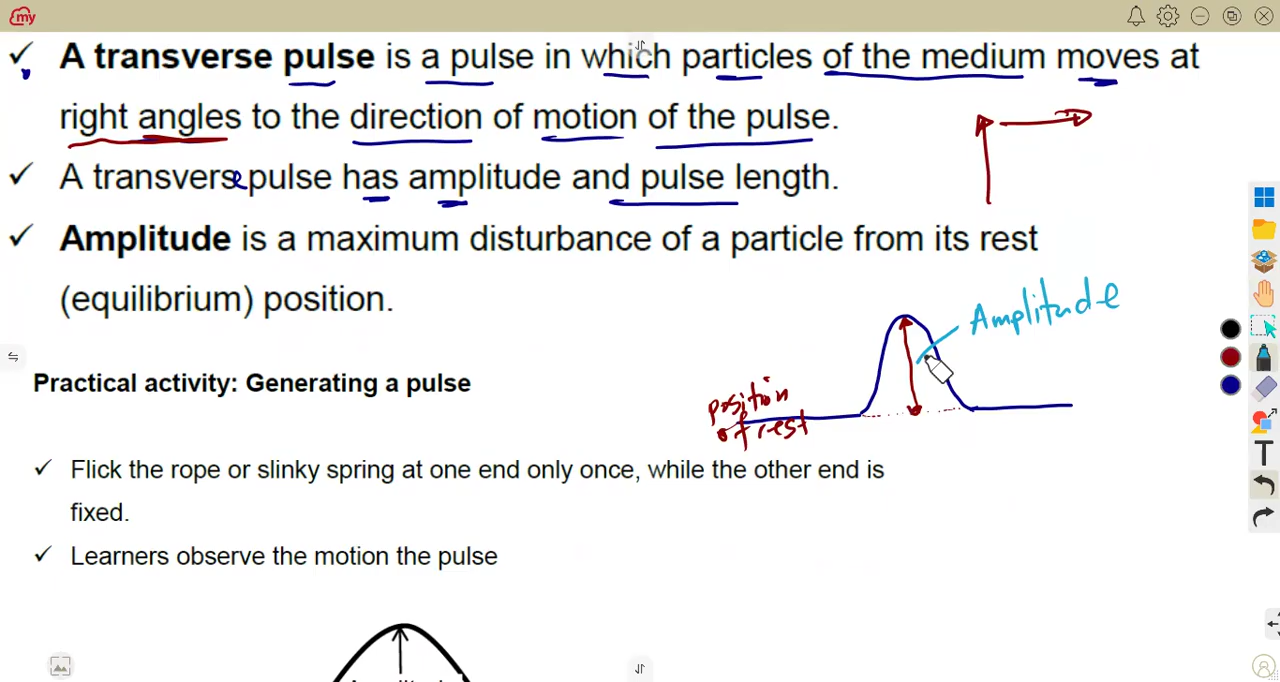 my
✓ A transverse pulse is a pulse in which particles of the medium moves at
right angles to the direction of motion of the pulse.
✓ A transverse pulse has amplitude and pulse length.
✓ Amplitude is a maximum disturbance of a particle from its rest
(equilibrium) position.
Amplitude
position
of rest
Practical activity: Generating a pulse
✓ Flick the rope or slinky spring at one end only once, while the other end is
fixed.
✓ Learners observe the motion the pulse
T